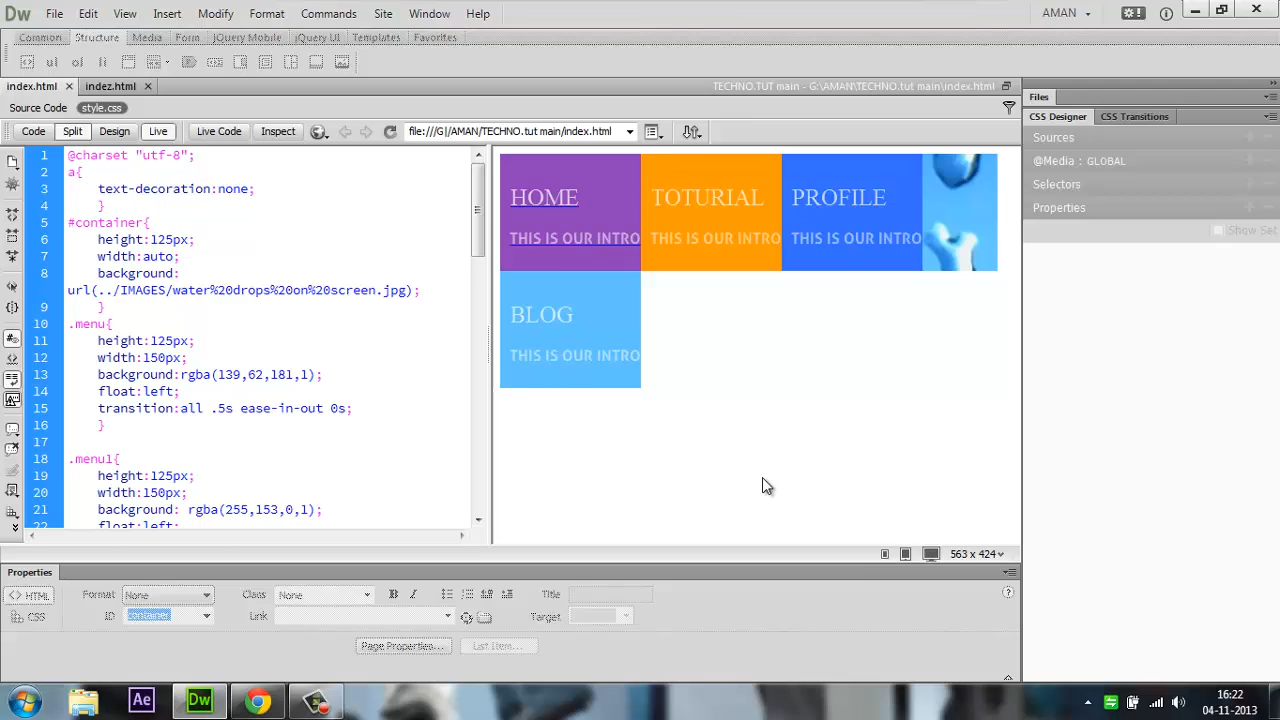 Dw File Edit View Insert Modify Format Commands Site Window Help AMAN
Common Structure Media Form jQuery Mobile jQuery UI Templates Favorites
index.html indez.html TECHNO.TUT main - G:\AMAN\TECHNO.tut main\index.html
Source Code style.css
Code Split Design Live Live Code Inspect file:///G|/AMAN/TECHNO.tut main/index.html
1 @charset "utf-8";
2 a{
3 text-decoration:none;
4 }
5 #container{
6 height:125px;
7 width:auto;
8 background:
url(../IMAGES/water%20drops%20on%20screen.jpg);
9 }
10 .menu{
11 height:125px;
12 width:150px;
13 background:rgba(139,62,181,1);
14 float:left;
15 transition:all .5s ease-in-out 0s;
16 }
17
18 .menu1{
19 height:125px;
20 width:150px;
21 background: rgba(255,153,0,1);
22 float:left;
HOME TOTURIAL PROFILE
THIS IS OUR INTRO THIS IS OUR INTRO THIS IS OUR INTRO
BLOG
THIS IS OUR INTRO
563 x 424
Files
CSS Designer CSS Transitions
Sources
@Media : GLOBAL
Selectors
Properties
Show Set
Properties
<> HTML Format None Class None B I Title
CSS ID container Link Target
Page Properties... List Item...
Ae Dw
16:22
04-11-2013